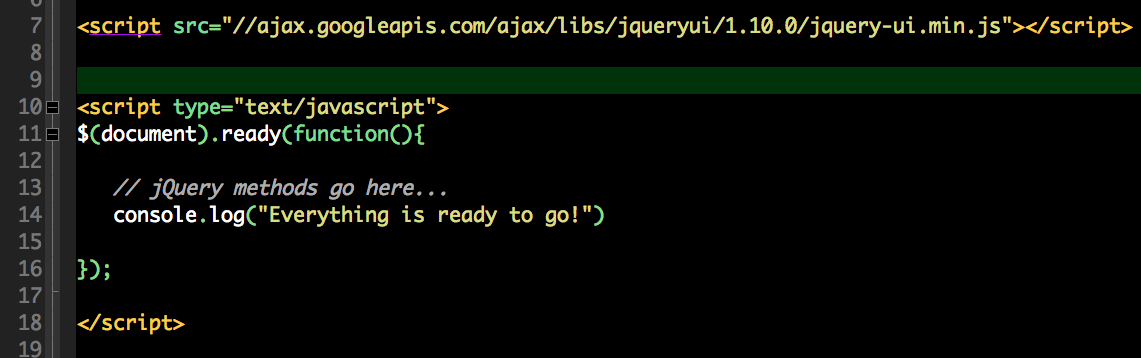 7 <script src="//ajax.googleapis.com/ajax/libs/jqueryui/1.10.0/jquery-ui.min.js"></script>
8
9
10 <script type="text/javascript">
11 $(document).ready(function(){
12
13 // jQuery methods go here...
14 console.log("Everything is ready to go!")
15
16 });
17
18 </script>
19